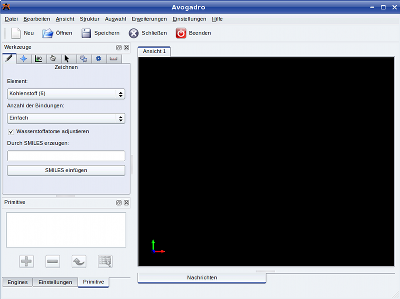 Avogadro
Datei Bearbeiten Ansicht Struktur Auswahl Erweiterungen Einstellungen Hilfe
Neu Öffnen Speichern Schließen Beenden
Werkzeuge
Ansicht 1
Zeichnen
Element:
Kohlenstoff (6)
Anzahl der Bindungen:
Einfach
Wasserstoffatome adjustieren
Durch SMILES erzeugen:
SMILES einfügen
Primitive
Nachrichten
Engines Einstellungen Primitive